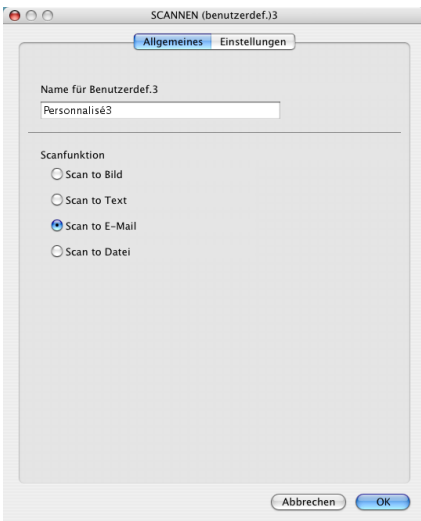 SCANNEN (benutzerdef.)3
Allgemeines Einstellungen
Name für Benutzerdef.3
Personnalisé3
Scanfunktion
Scan to Bild
Scan to Text
Scan to E-Mail
Scan to Datei
Abbrechen OK